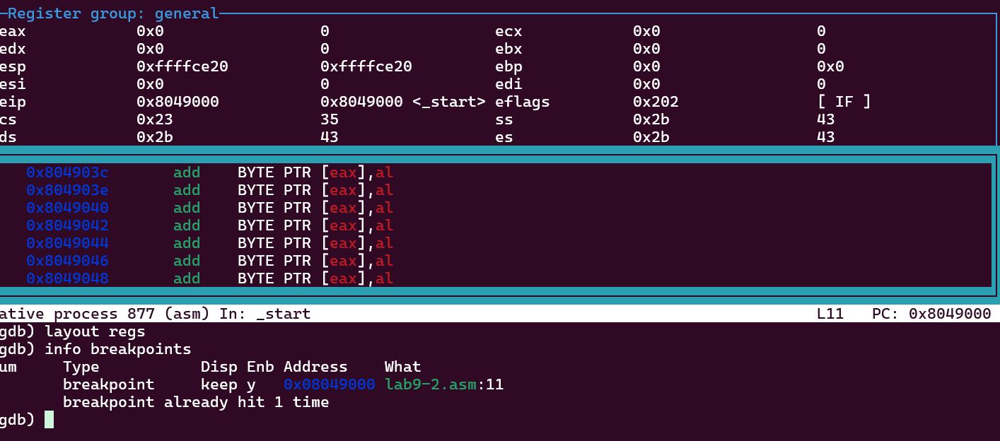 Register group: general
eax 0x0 0 ecx 0x0 0
edx 0x0 0 ebx 0x0 0
esp 0xffffce20 0xffffce20 ebp 0x0 0x0
esi 0x0 0 edi 0x0 0
eip 0x8049000 0x8049000 <_start> eflags 0x202 [ IF ]
cs 0x23 35 ss 0x2b 43
ds 0x2b 43 es 0x2b 43
0x804903c add BYTE PTR [eax],al
0x804903e add BYTE PTR [eax],al
0x8049040 add BYTE PTR [eax],al
0x8049042 add BYTE PTR [eax],al
0x8049044 add BYTE PTR [eax],al
0x8049046 add BYTE PTR [eax],al
0x8049048 add BYTE PTR [eax],al
ative process 877 (asm) In: _start L11 PC: 0x8049000
gdb) layout regs
gdb) info breakpoints
um Type Disp Enb Address What
breakpoint keep y 0x08049000 lab9-2.asm:11
breakpoint already hit 1 time
gdb)